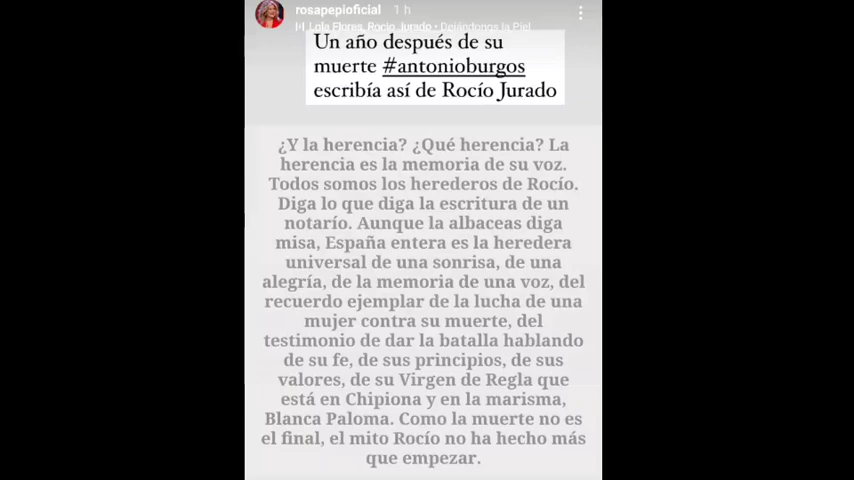 rosapepioficial 1 h
Lola Flores, Rocío Jurado • Dejándonos la Piel
Un año después de su
muerte #antonioburgos
escribía así de Rocío Jurado
¿Y la herencia? ¿Qué herencia? La
herencia es la memoria de su voz.
Todos somos los herederos de Rocío.
Diga lo que diga la escritura de un
notarío. Aunque la albaceas diga
misa, España entera es la heredera
universal de una sonrisa, de una
alegría, de la memoria de una voz, del
recuerdo ejemplar de la lucha de una
mujer contra su muerte, del
testimonio de dar la batalla hablando
de su fe, de sus principios, de sus
valores, de su Virgen de Regla que
está en Chipiona y en la marisma,
Blanca Paloma. Como la muerte no es
el final, el mito Rocío no ha hecho más
que empezar.